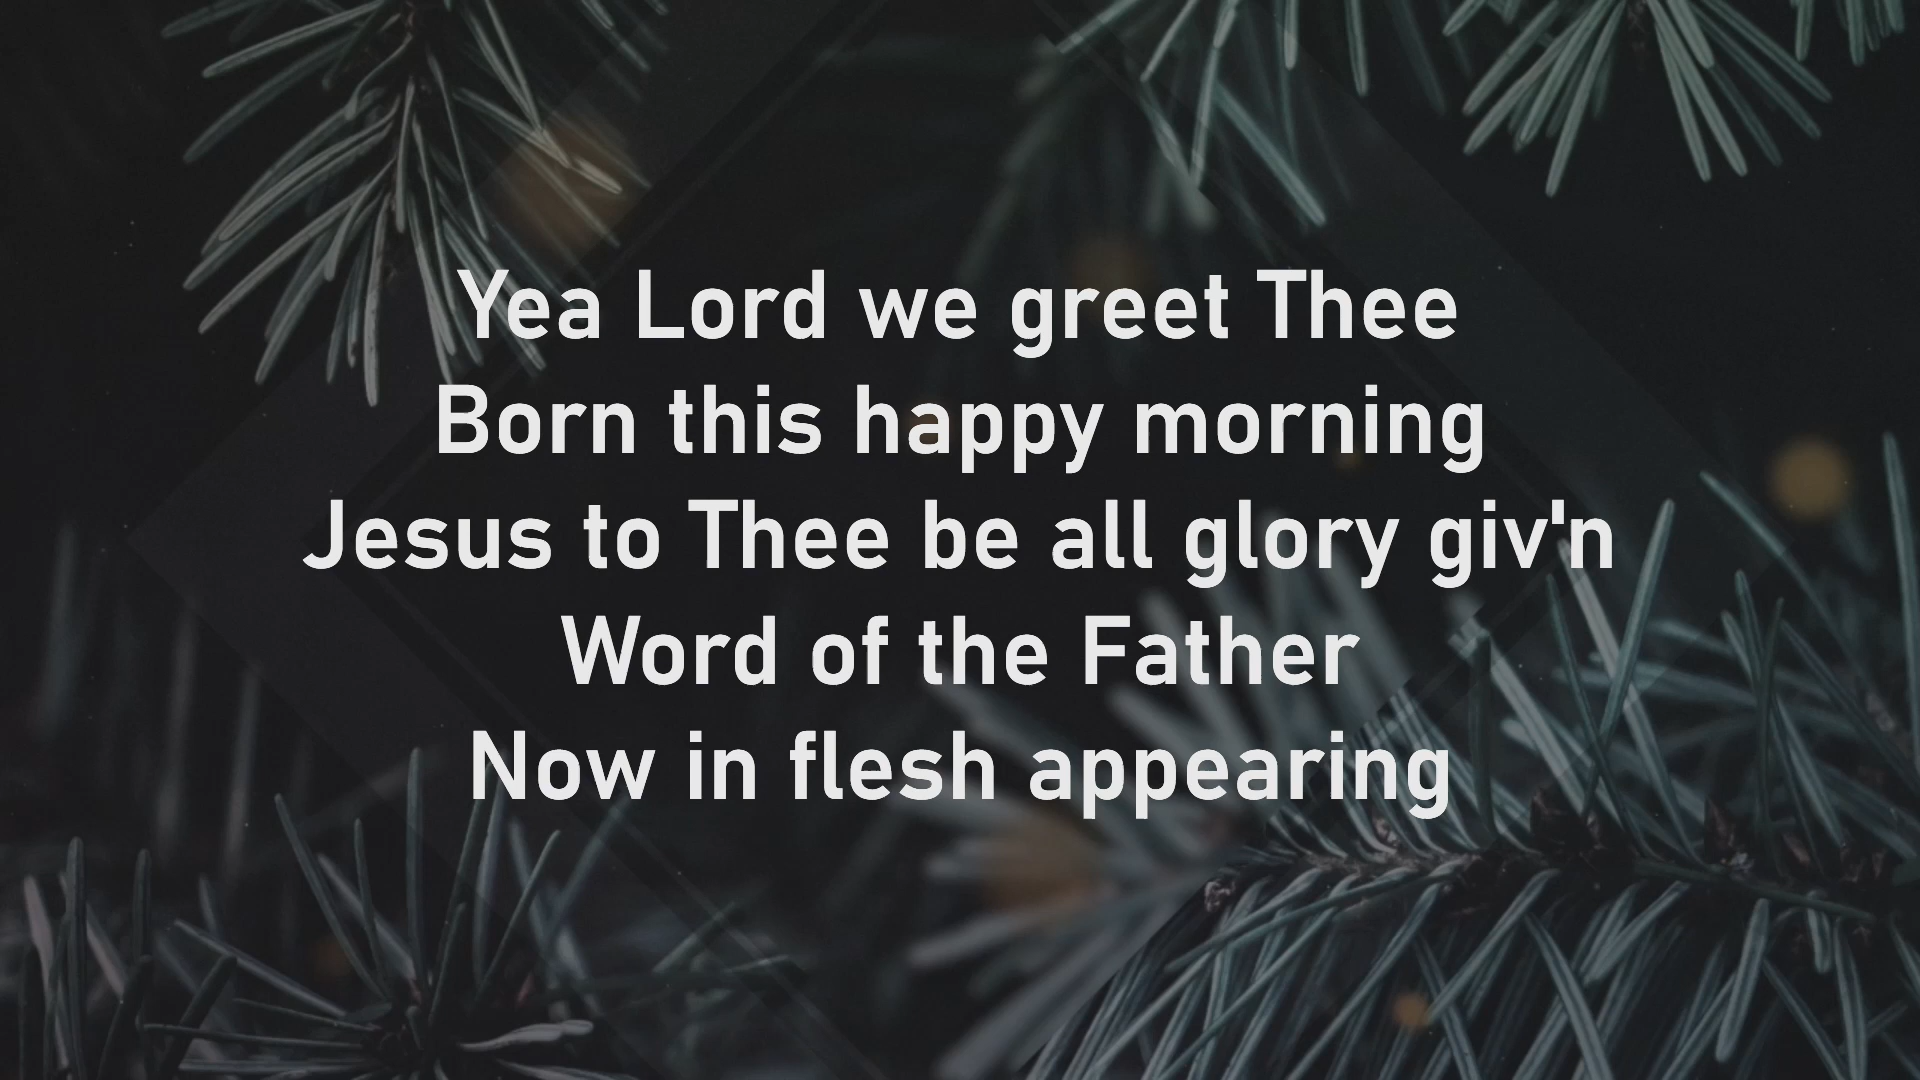 Yea Lord we greet Thee
Born this happy morning
Jesus to Thee be all glory giv'n
Word of the Father
Now in flesh appearing